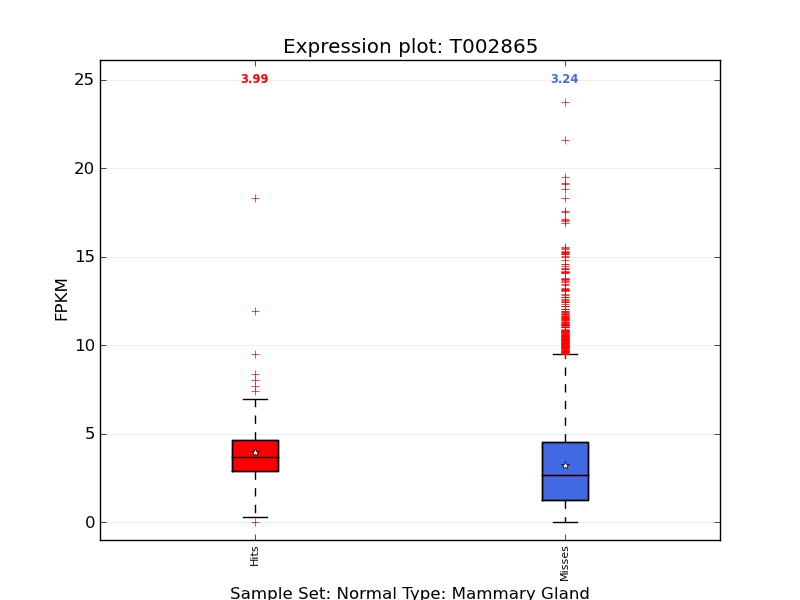 Expression plot: T002865
25
3.99
3.24
20
15
FPKM
10
5
0
Hits
Misses
Sample Set: Normal Type: Mammary Gland